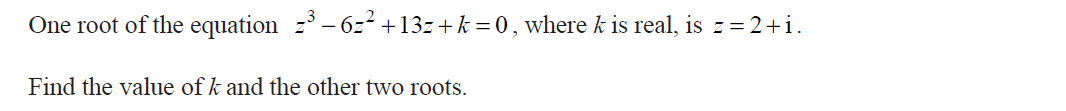 One root of the equation z³ – 6z² + 13z + k = 0, where k is real, is z = 2 + i.
Find the value of k and the other two roots.